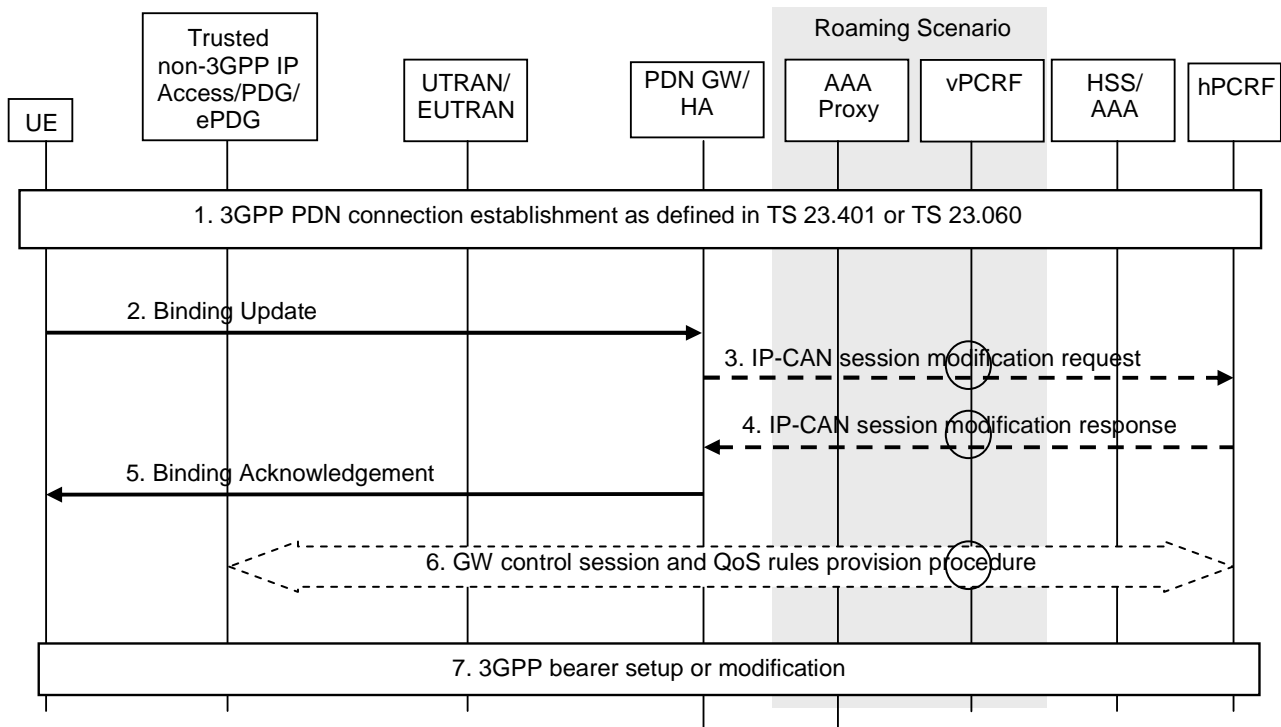 Roaming Scenario
UE
Trusted
non-3GPP IP
Access/PDG/
ePDG
UTRAN/
EUTRAN
PDN GW/
HA
AAA
Proxy
vPCRF
HSS/
AAA
hPCRF
1. 3GPP PDN connection establishment as defined in TS 23.401 or TS 23.060
2. Binding Update
3. IP-CAN session modification request
4. IP-CAN session modification response
5. Binding Acknowledgement
6. GW control session and QoS rules provision procedure
7. 3GPP bearer setup or modification